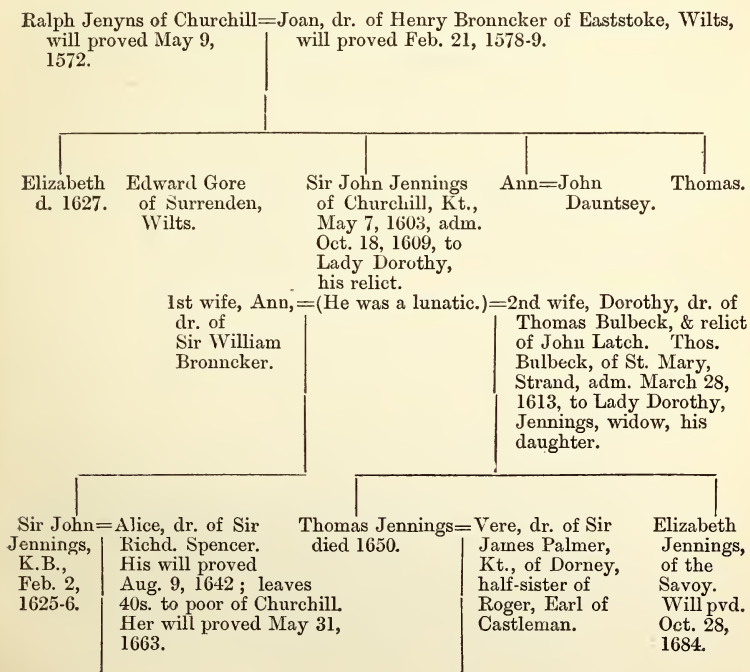 Ralph Jenyns of Churchill=Joan, dr. of Henry Bronncker of Eaststoke, Wilts,
will proved May 9,
1572.
will proved Feb. 21, 1578-9.
Elizabeth
d. 1627.
Edward Gore
of Surrenden,
Wilts.
Sir John Jennings
of Churchill, Kt.,
May 7, 1603, adm.
Oct. 18, 1609, to
Lady Dorothy,
his relict.
Ann=John
Dauntsey.
Thomas.
1st wife, Ann,=(He was a lunatic.)=2nd wife, Dorothy, dr. of
dr. of
Sir William
Bronncker.
Thomas Bulbeck, & relict
of John Latch. Thos.
Bulbeck, of St. Mary,
Strand, adm. March 28,
1613, to Lady Dorothy,
Jennings, widow, his
daughter.
Sir John=Alice, dr. of Sir
Jennings,
K.B.,
Feb. 2,
1625-6.
Richd. Spencer.
His will proved
Aug. 9, 1642; leaves
40s. to poor of Churchill.
Her will proved May 31,
1663.
Thomas Jennings=Vere, dr. of Sir
died 1650.
James Palmer,
Kt., of Dorney,
half-sister of
Roger, Earl of
Castleman.
Elizabeth
Jennings,
of the
Savoy.
Will pvd.
Oct. 28,
1684.